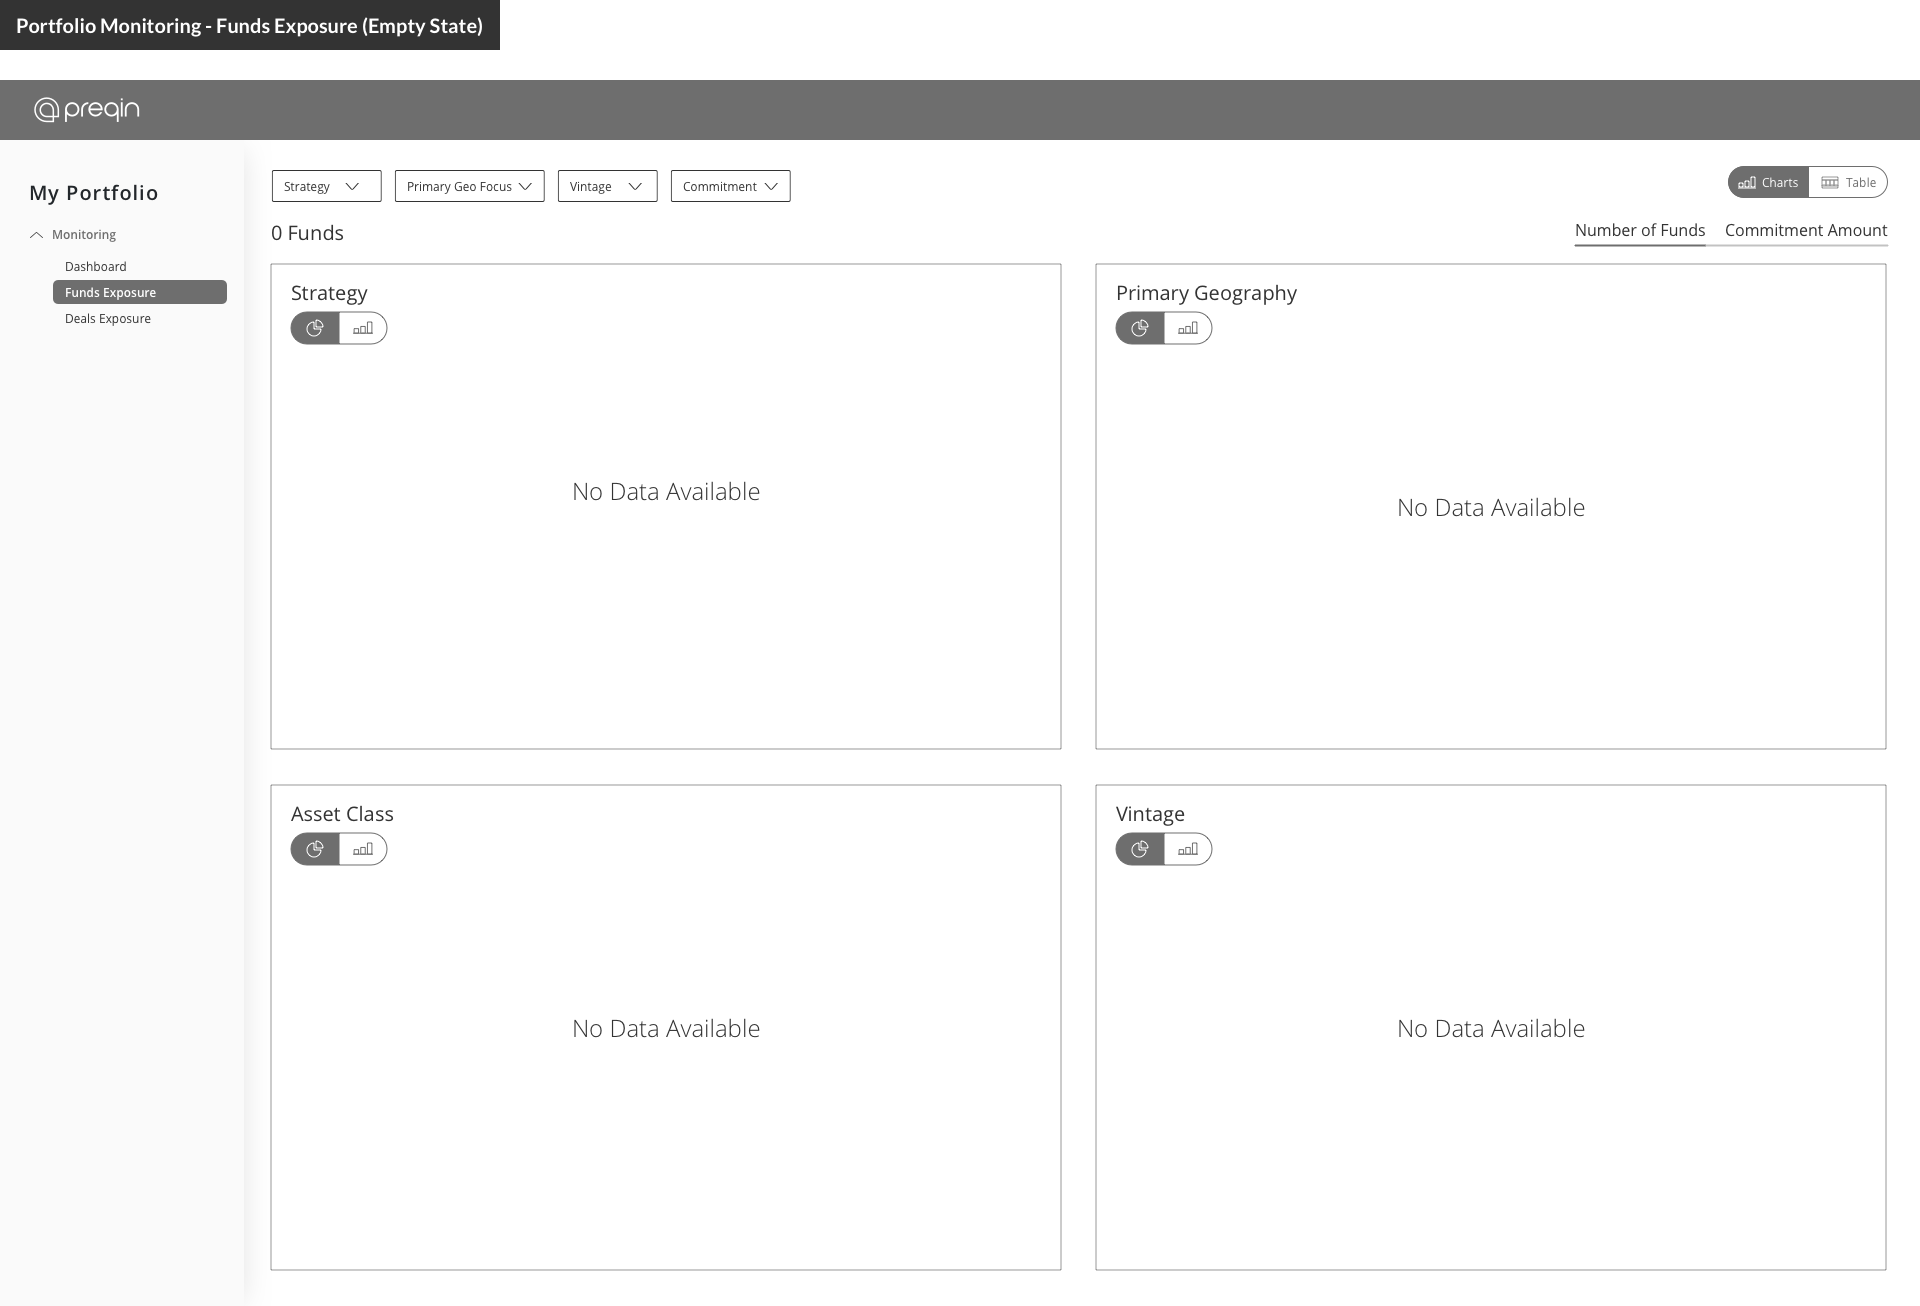 Portfolio Monitoring - Funds Exposure (Empty State)
preqin
My Portfolio
Monitoring
Dashboard
Funds Exposure
Deals Exposure
Strategy
Primary Geo Focus
Vintage
Commitment
Charts
Table
0 Funds
Number of Funds
Commitment Amount
Strategy
No Data Available
Primary Geography
No Data Available
Asset Class
No Data Available
Vintage
No Data Available